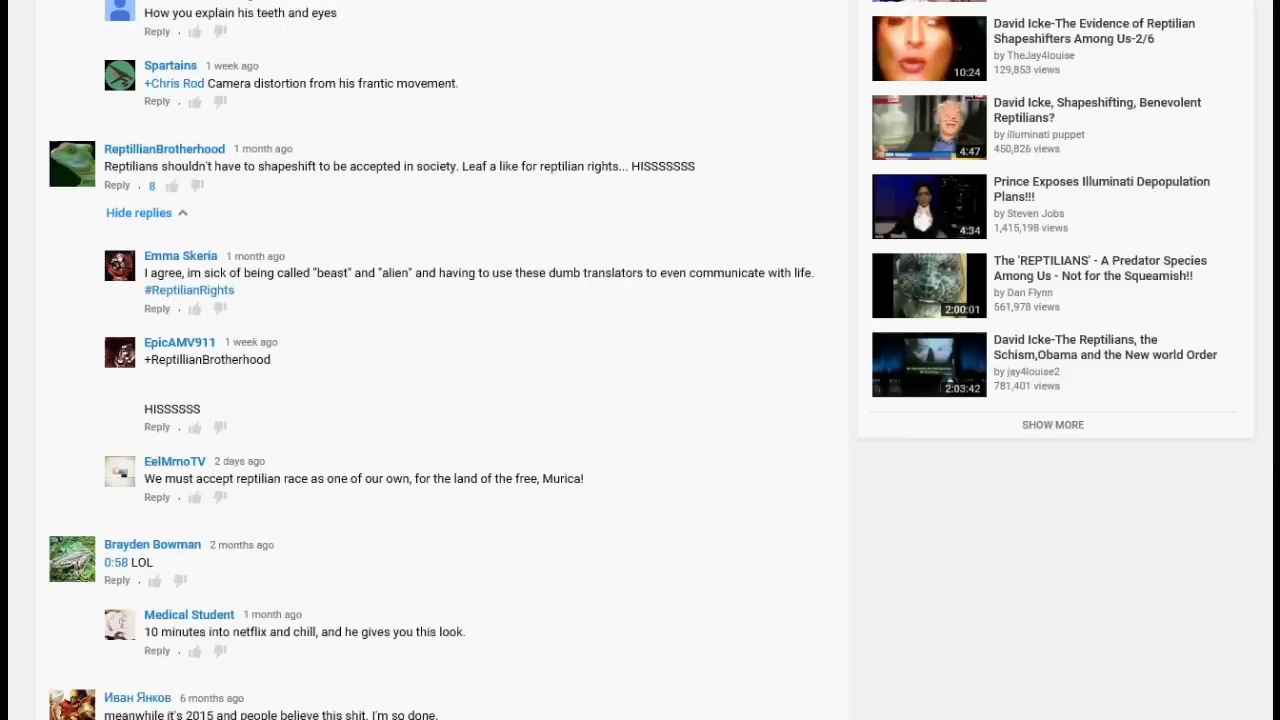 How you explain his teeth and eyes
Reply ·
Spartains 1 week ago
+Chris Rod Camera distortion from his frantic movement.
Reply ·
ReptillianBrotherhood 1 month ago
Reptilians shouldn't have to shapeshift to be accepted in society. Leaf a like for reptilian rights... HISSSSSSS
Reply · 8
Hide replies
Emma Skeria 1 month ago
I agree, im sick of being called "beast" and "alien" and having to use these dumb translators to even communicate with life.
#ReptilianRights
Reply ·
EpicAMV911 1 week ago
+ReptillianBrotherhood
HISSSSSS
Reply ·
EelMrnoTV 2 days ago
We must accept reptilian race as one of our own, for the land of the free, Murica!
Reply ·
Brayden Bowman 2 months ago
0:58 LOL
Reply ·
Medical Student 1 month ago
10 minutes into netflix and chill, and he gives you this look.
Reply ·
Иван Янков 6 months ago
meanwhile it's 2015 and people believe this shit. I'm so done.
10:24
David Icke-The Evidence of Reptilian
Shapeshifters Among Us-2/6
by TheJay4louise
129,853 views
4:47
David Icke, Shapeshifting, Benevolent
Reptilians?
by illuminati puppet
450,826 views
4:34
Prince Exposes Illuminati Depopulation
Plans!!!
by Steven Jobs
1,415,198 views
2:00:01
The 'REPTILIANS' - A Predator Species
Among Us - Not for the Squeamish!!
by Dan Flynn
561,978 views
2:03:42
David Icke-The Reptilians, the
Schism,Obama and the New world Order
by jay4louise2
781,401 views
SHOW MORE